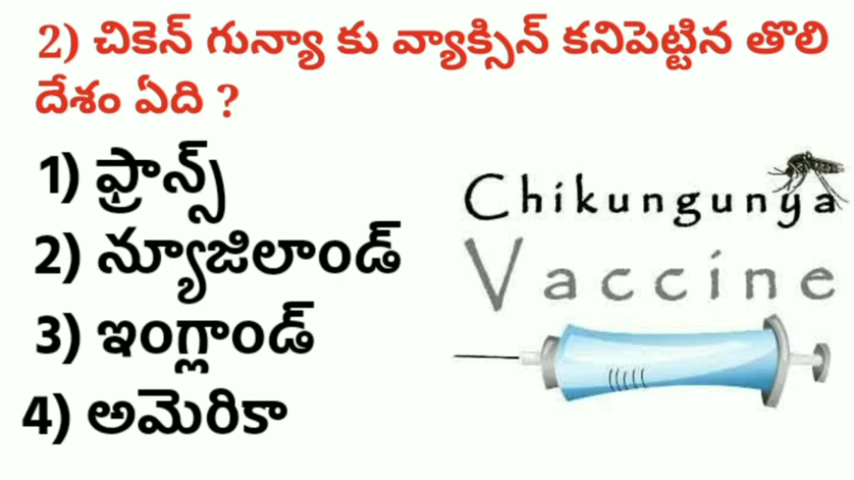 2) చికెన్ గున్యా కు వ్యాక్సిన్ కనిపెట్టిన తొలి
దేశం ఏది ?
1) ఫ్రాన్స్
2) న్యూజిలాండ్
3) ఇంగ్లాండ్
4) అమెరికా
Chikungunya
Vaccine